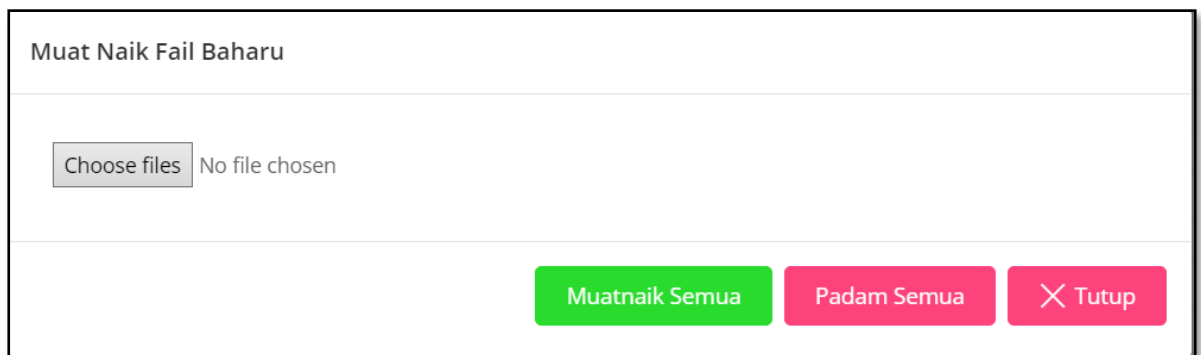 Muat Naik Fail Baharu
Choose files No file chosen
Muatnaik Semua Padam Semua Tutup